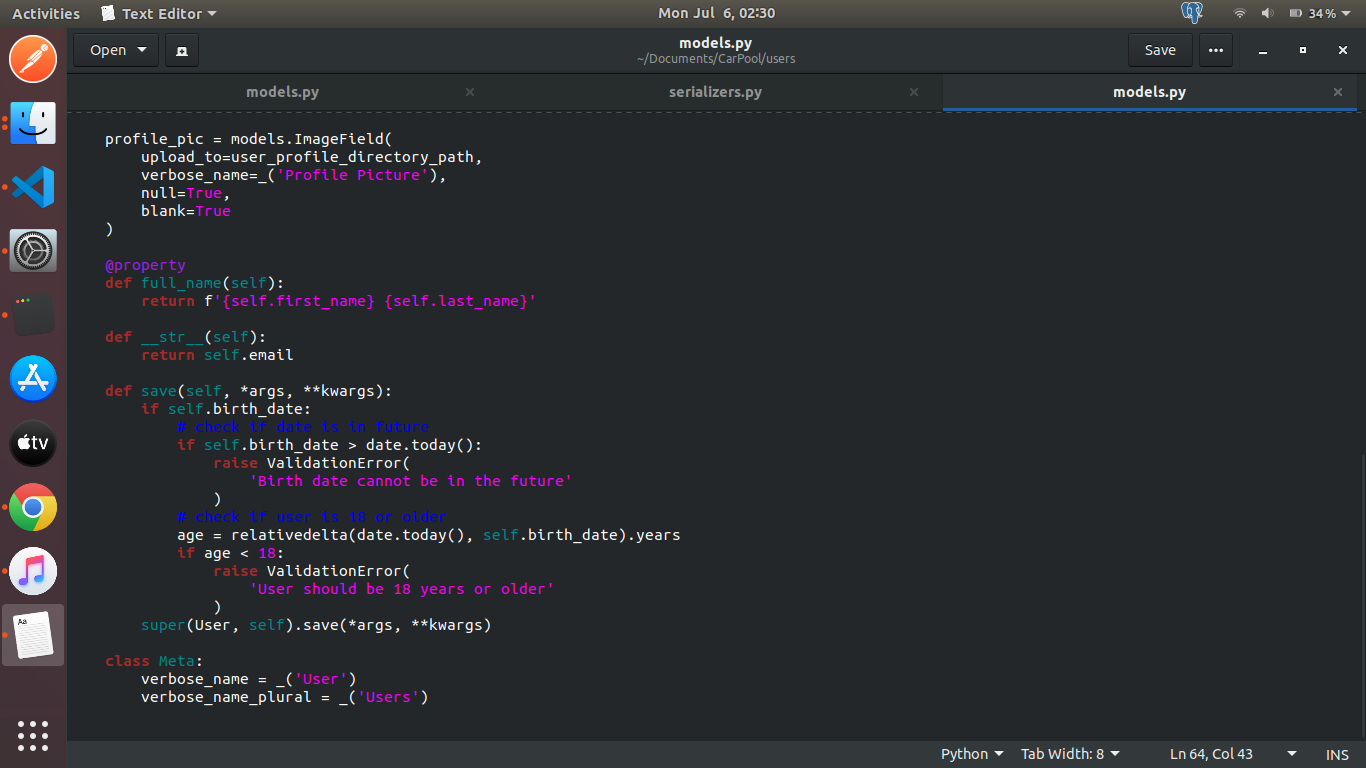 Activities Text Editor Mon Jul 6, 02:30 34%
Open models.py Save
~/Documents/CarPool/users
models.py serializers.py models.py
profile_pic = models.ImageField(
upload_to=user_profile_directory_path,
verbose_name=_('Profile Picture'),
null=True,
blank=True
)
@property
def full_name(self):
return f'{self.first_name} {self.last_name}'
def __str__(self):
return self.email
def save(self, *args, **kwargs):
if self.birth_date:
# check if date is in future
if self.birth_date > date.today():
raise ValidationError(
'Birth date cannot be in the future'
)
# check if user is 18 or older
age = relativedelta(date.today(), self.birth_date).years
if age < 18:
raise ValidationError(
'User should be 18 years or older'
)
super(User, self).save(*args, **kwargs)
class Meta:
verbose_name = _('User')
verbose_name_plural = _('Users')
tv
Aa
Python Tab Width: 8 Ln 64, Col 43 INS